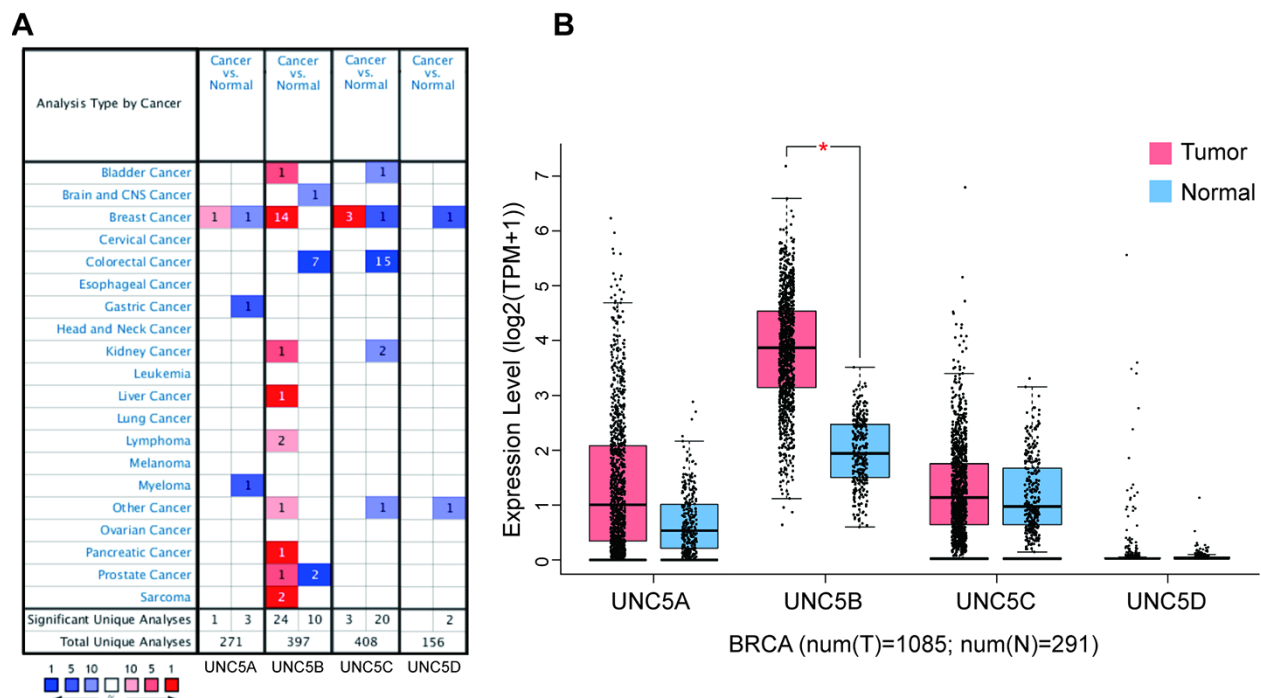 A
Analysis Type by Cancer
Cancer vs. Normal
Cancer vs. Normal
Cancer vs. Normal
Cancer vs. Normal
Bladder Cancer 1 1
Brain and CNS Cancer 1
Breast Cancer 1 1 14 3 1 1
Cervical Cancer
Colorectal Cancer 7 15
Esophageal Cancer
Gastric Cancer 1
Head and Neck Cancer
Kidney Cancer 1 2
Leukemia
Liver Cancer 1
Lung Cancer
Lymphoma 2
Melanoma
Myeloma 1
Other Cancer 1 1 1
Ovarian Cancer
Pancreatic Cancer 1
Prostate Cancer 1 2
Sarcoma 2
Significant Unique Analyses 1 3 24 10 3 20 2
Total Unique Analyses 271 397 408 156
UNC5A UNC5B UNC5C UNC5D
1 5 10 10 5 1
B
Expression Level (log2(TPM+1))
7
6
5
4
3
2
1
0
*
Tumor
Normal
UNC5A UNC5B UNC5C UNC5D
BRCA (num(T)=1085; num(N)=291)